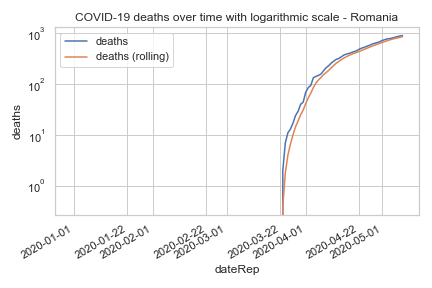 COVID-19 deaths over time with logarithmic scale - Romania
10³
10²
10¹
10⁰
deaths
deaths
deaths (rolling)
2020-01-01
2020-01-22
2020-02-01
2020-02-22
2020-03-01
2020-03-22
2020-04-01
2020-04-22
2020-05-01
dateRep